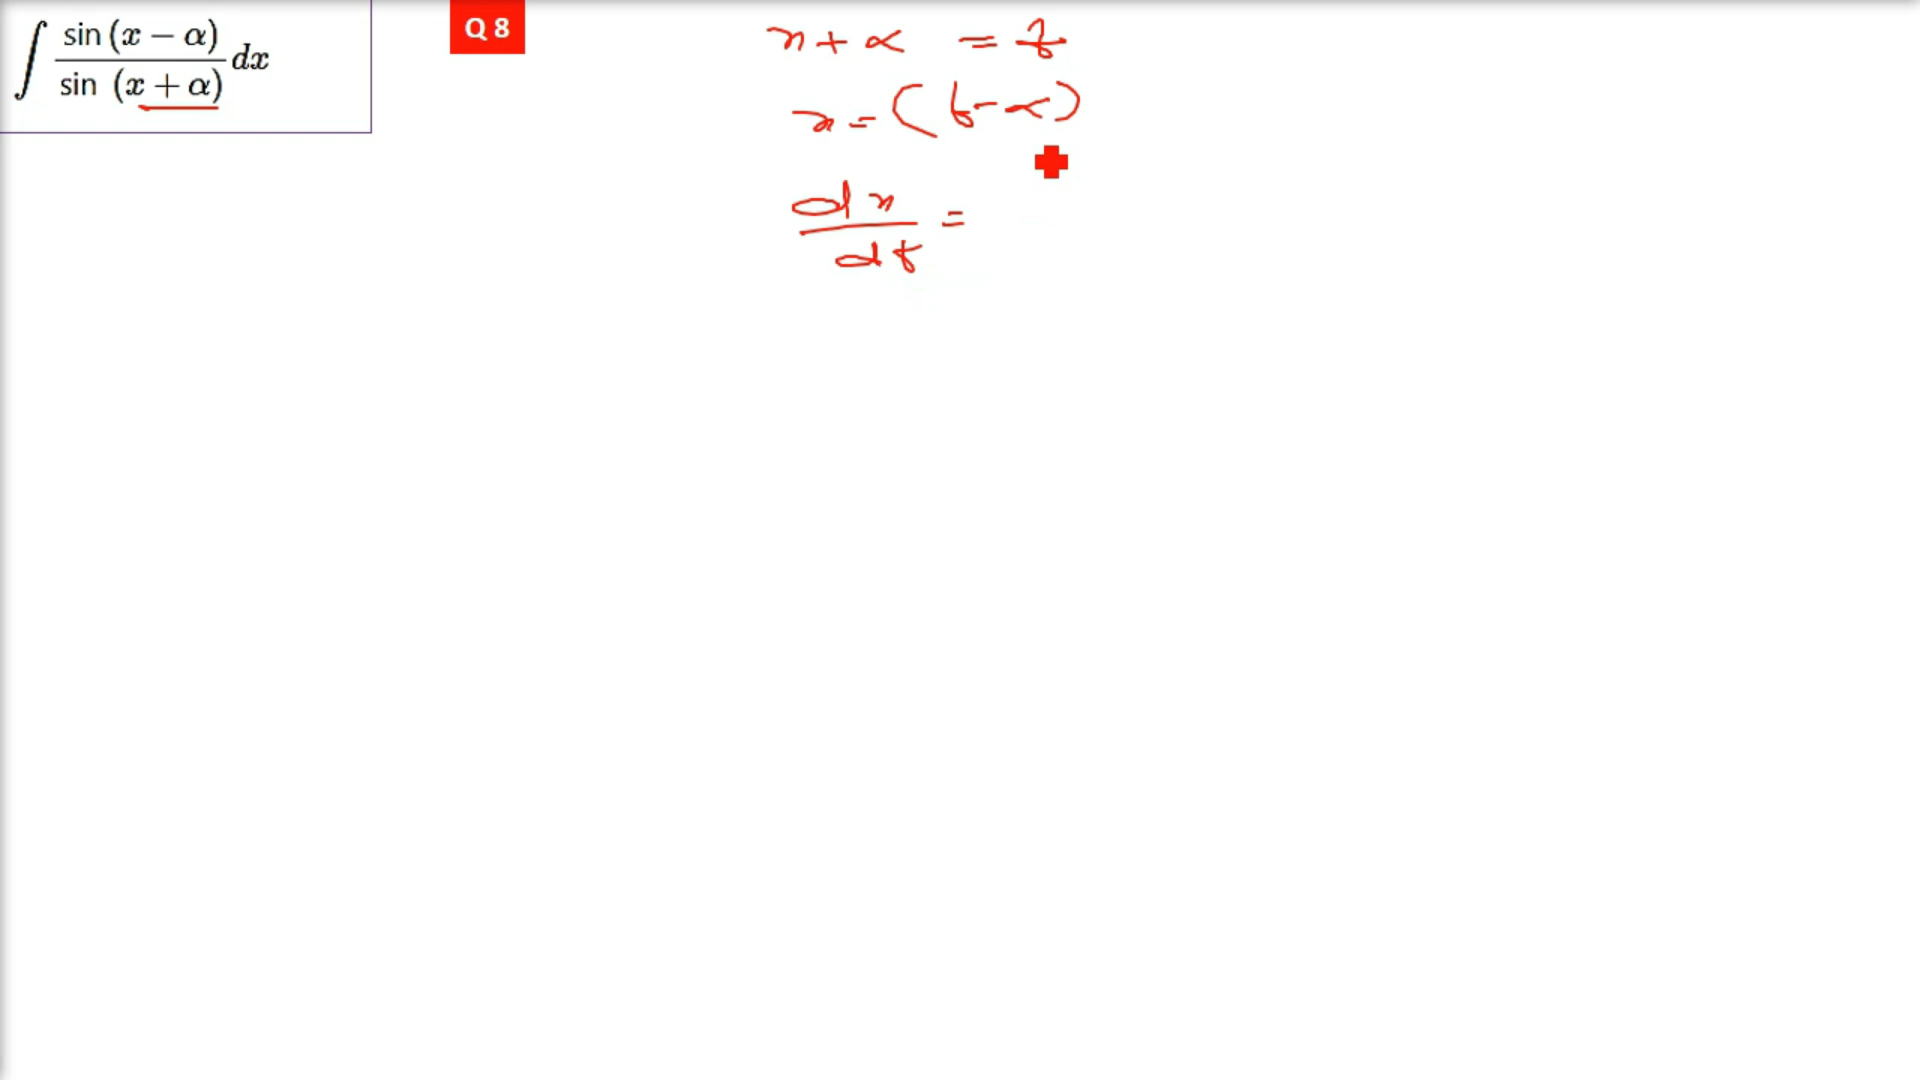 ∫ sin (x − α) / sin (x + α) dx
Q 8
x + α = t
x = (t − α)
dx / dt =